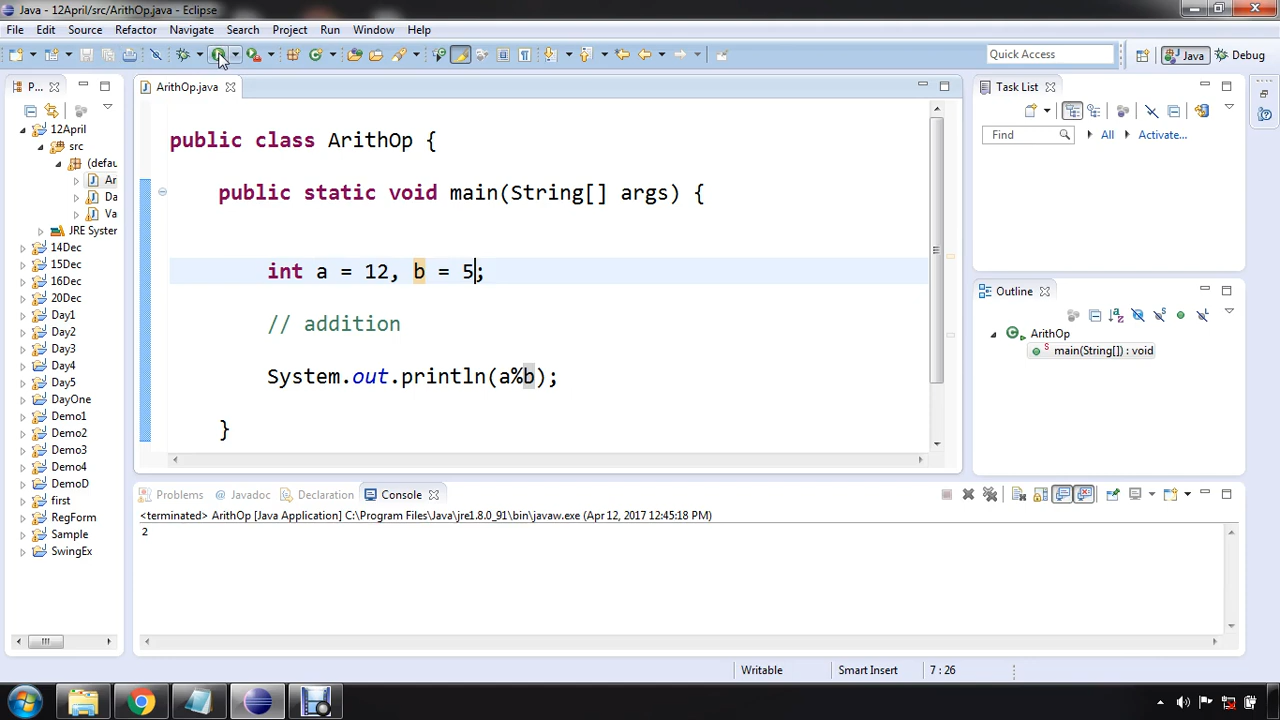 Java - 12April/src/ArithOp.java - Eclipse
File Edit Source Refactor Navigate Search Project Run Window Help
Quick Access
Java
Debug
P...
12April
src
(defau
Ar
Da
Va
JRE System
14Dec
15Dec
16Dec
20Dec
Day1
Day2
Day3
Day4
Day5
DayOne
Demo1
Demo2
Demo3
Demo4
DemoD
first
RegForm
Sample
SwingEx
ArithOp.java
public class ArithOp {
public static void main(String[] args) {
int a = 12, b = 5;
// addition
System.out.println(a%b);
}
Task List
Find
All
Activate...
Outline
ArithOp
main(String[]) : void
Problems
@ Javadoc
Declaration
Console
<terminated> ArithOp [Java Application] C:\Program Files\Java\jre1.8.0_91\bin\javaw.exe (Apr 12, 2017 12:45:18 PM)
2
Writable
Smart Insert
7 : 26